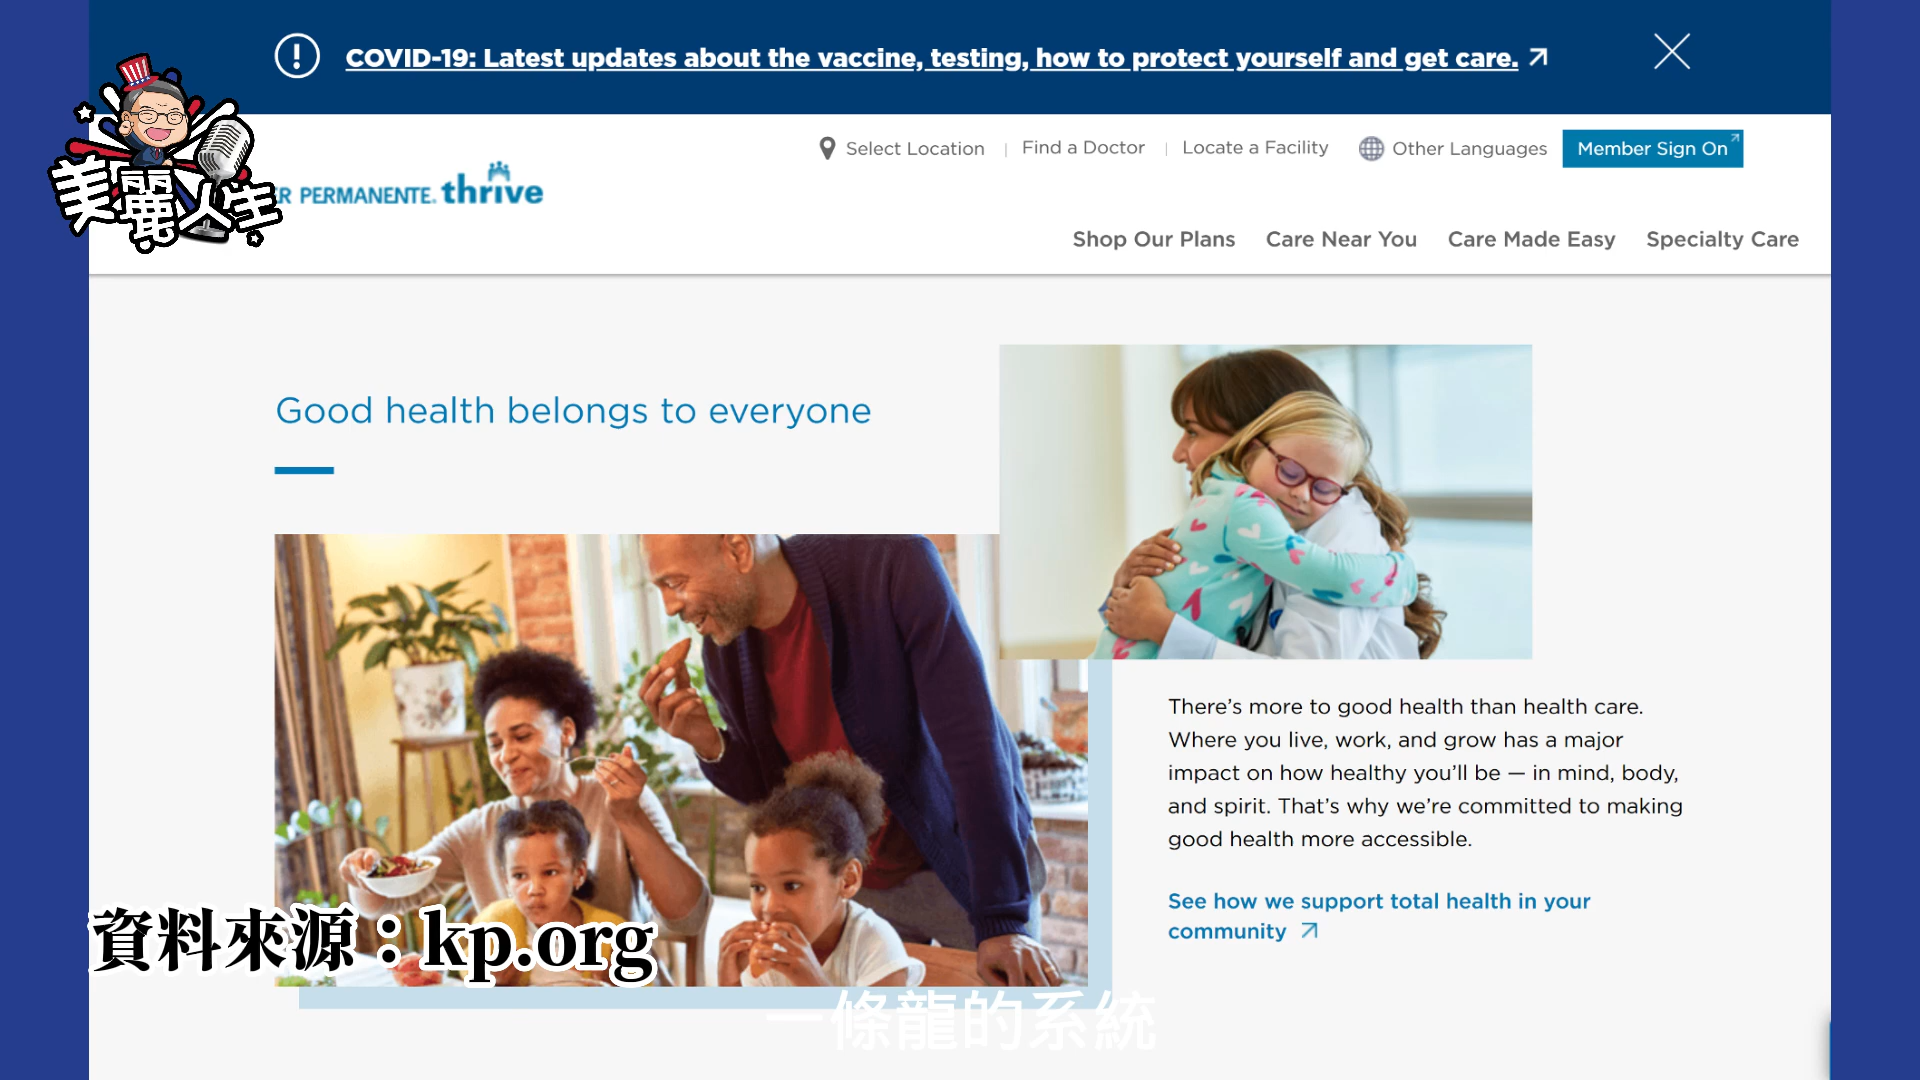 COVID-19: Latest updates about the vaccine, testing, how to protect yourself and get care.
美麗人生
Select Location
Find a Doctor
Locate a Facility
Other Languages
Member Sign On
PERMANENTE® thrive
Shop Our Plans
Care Near You
Care Made Easy
Specialty Care
Good health belongs to everyone
There’s more to good health than health care.
Where you live, work, and grow has a major
impact on how healthy you’ll be — in mind, body,
and spirit. That’s why we’re committed to making
good health more accessible.
See how we support total health in your
community
資料來源：kp.org
一條龍的系統